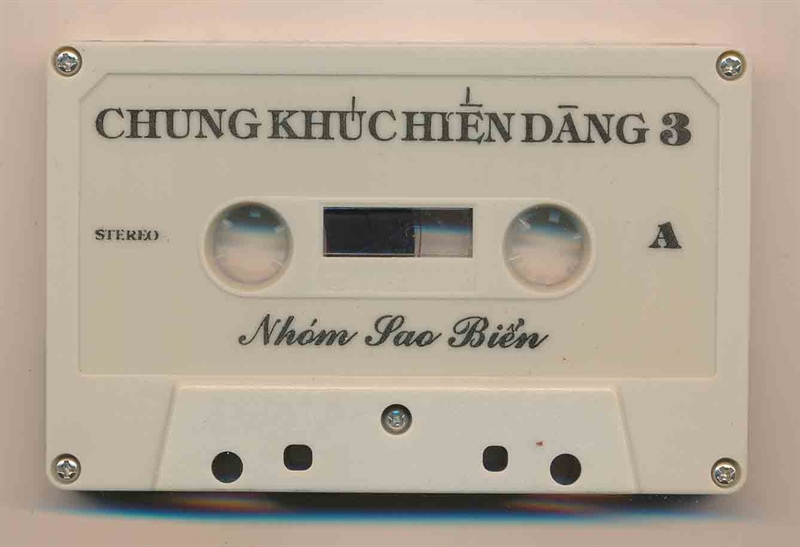 CHUNG KHÚC HIẾN DÂNG 3
STEREO
A
Nhóm Sao Biển